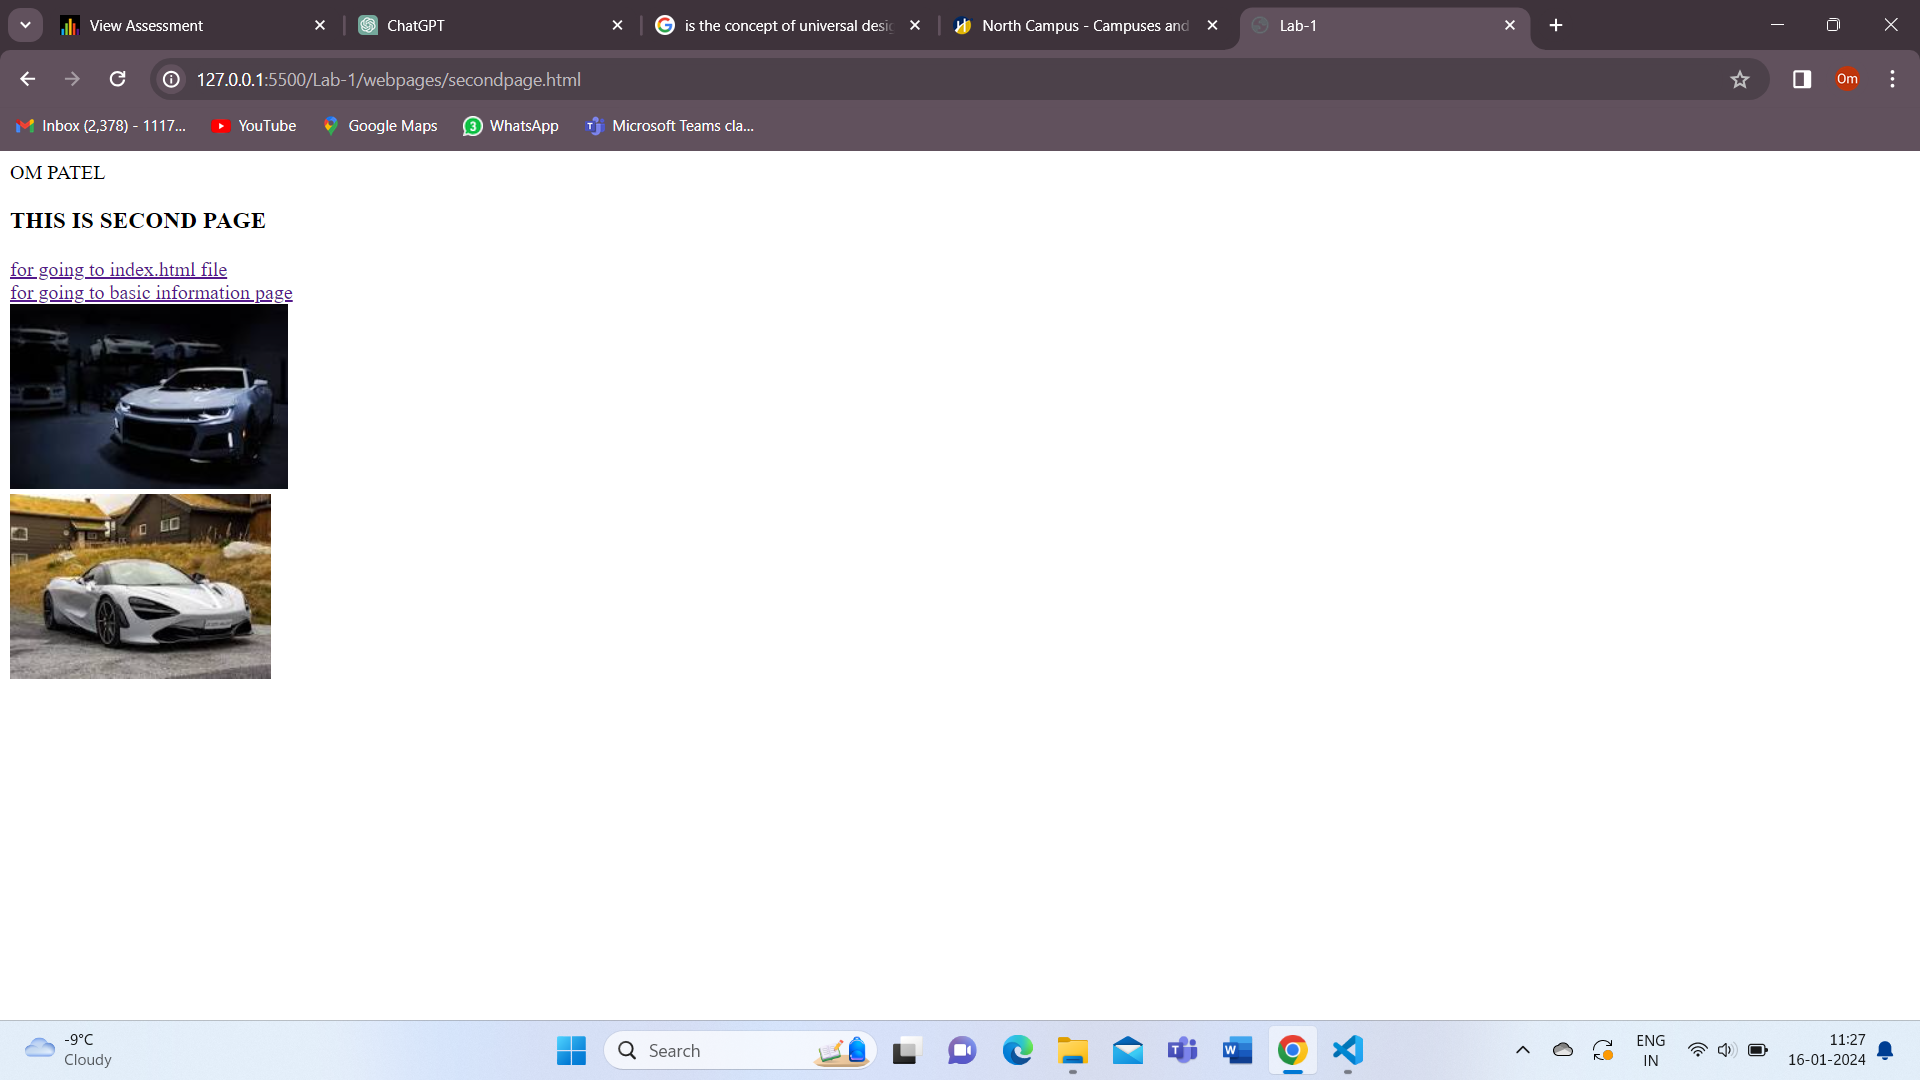 View Assessment
ChatGPT
is the concept of universal desig
North Campus - Campuses and
Lab-1
127.0.0.1:5500/Lab-1/webpages/secondpage.html
Om
Inbox (2,378) - 1117...
YouTube
Google Maps
3
WhatsApp
Microsoft Teams cla...
OM PATEL
THIS IS SECOND PAGE
for going to index.html file
for going to basic information page
-9°C
Cloudy
Search
ENG
IN
11:27
16-01-2024